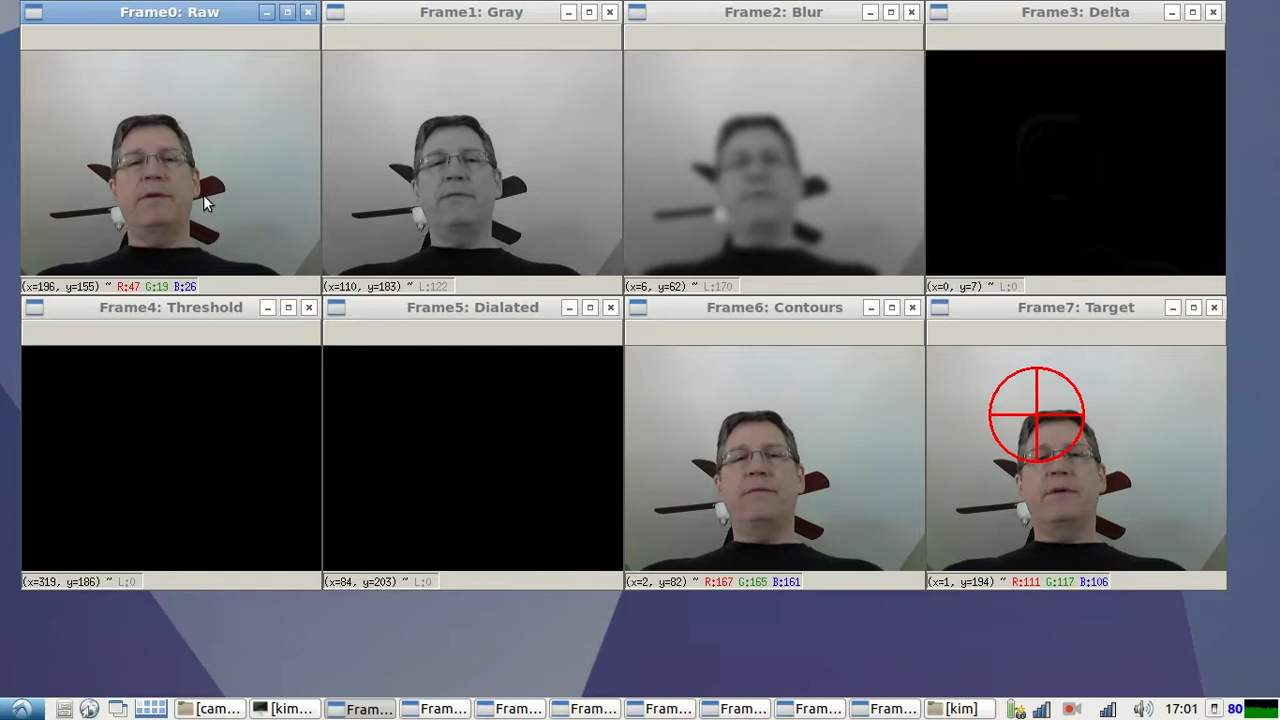 Frame0: Raw
Frame1: Gray
Frame2: Blur
Frame3: Delta
(x=196, y=155) ~ R:47 G:19 B:26
(x=110, y=183) ~ L:122
(x=6, y=62) ~ L:170
(x=0, y=7) ~ L:0
Frame4: Threshold
Frame5: Dialated
Frame6: Contours
Frame7: Target
(x=319, y=186) ~ L:0
(x=84, y=203) ~ L:0
(x=2, y=82) ~ R:167 G:165 B:161
(x=1, y=194) ~ R:111 G:117 B:106
[cam...
[kim...
Fram...
Fram...
Fram...
Fram...
Fram...
Fram...
Fram...
Fram...
[kim]
17:01
80